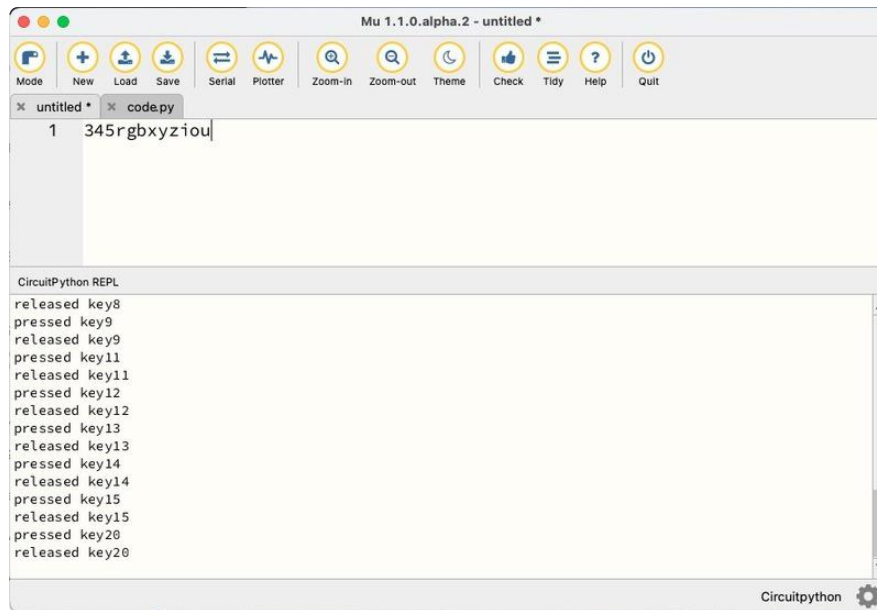 Mu 1.1.0.alpha.2 - untitled *
Mode New Load Save Serial Plotter Zoom-in Zoom-out Theme Check Tidy Help Quit
untitled * code.py
1 345rgbxyziou
CircuitPython REPL
released key8
pressed key9
released key9
pressed key11
released key11
pressed key12
released key12
pressed key13
released key13
pressed key14
released key14
pressed key15
released key15
pressed key20
released key20
Circuitpython